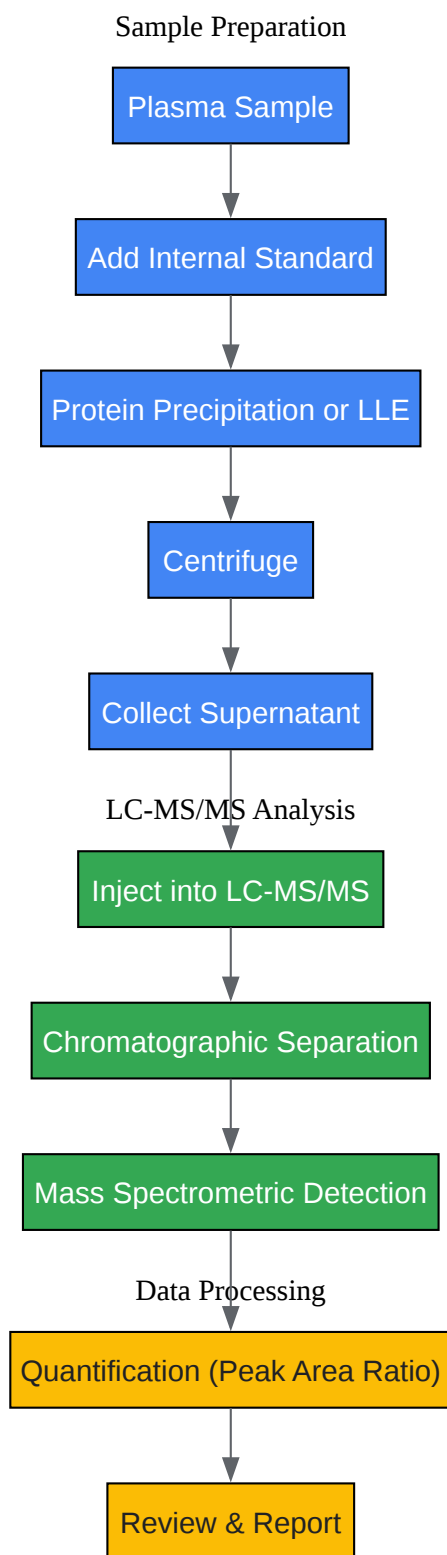 Sample Preparation
Plasma Sample
Add Internal Standard
Protein Precipitation or LLE
Centrifuge
Collect Supernatant
LC-MS/MS Analysis
Inject into LC-MS/MS
Chromatographic Separation
Mass Spectrometric Detection
Data Processing
Quantification (Peak Area Ratio)
Review & Report